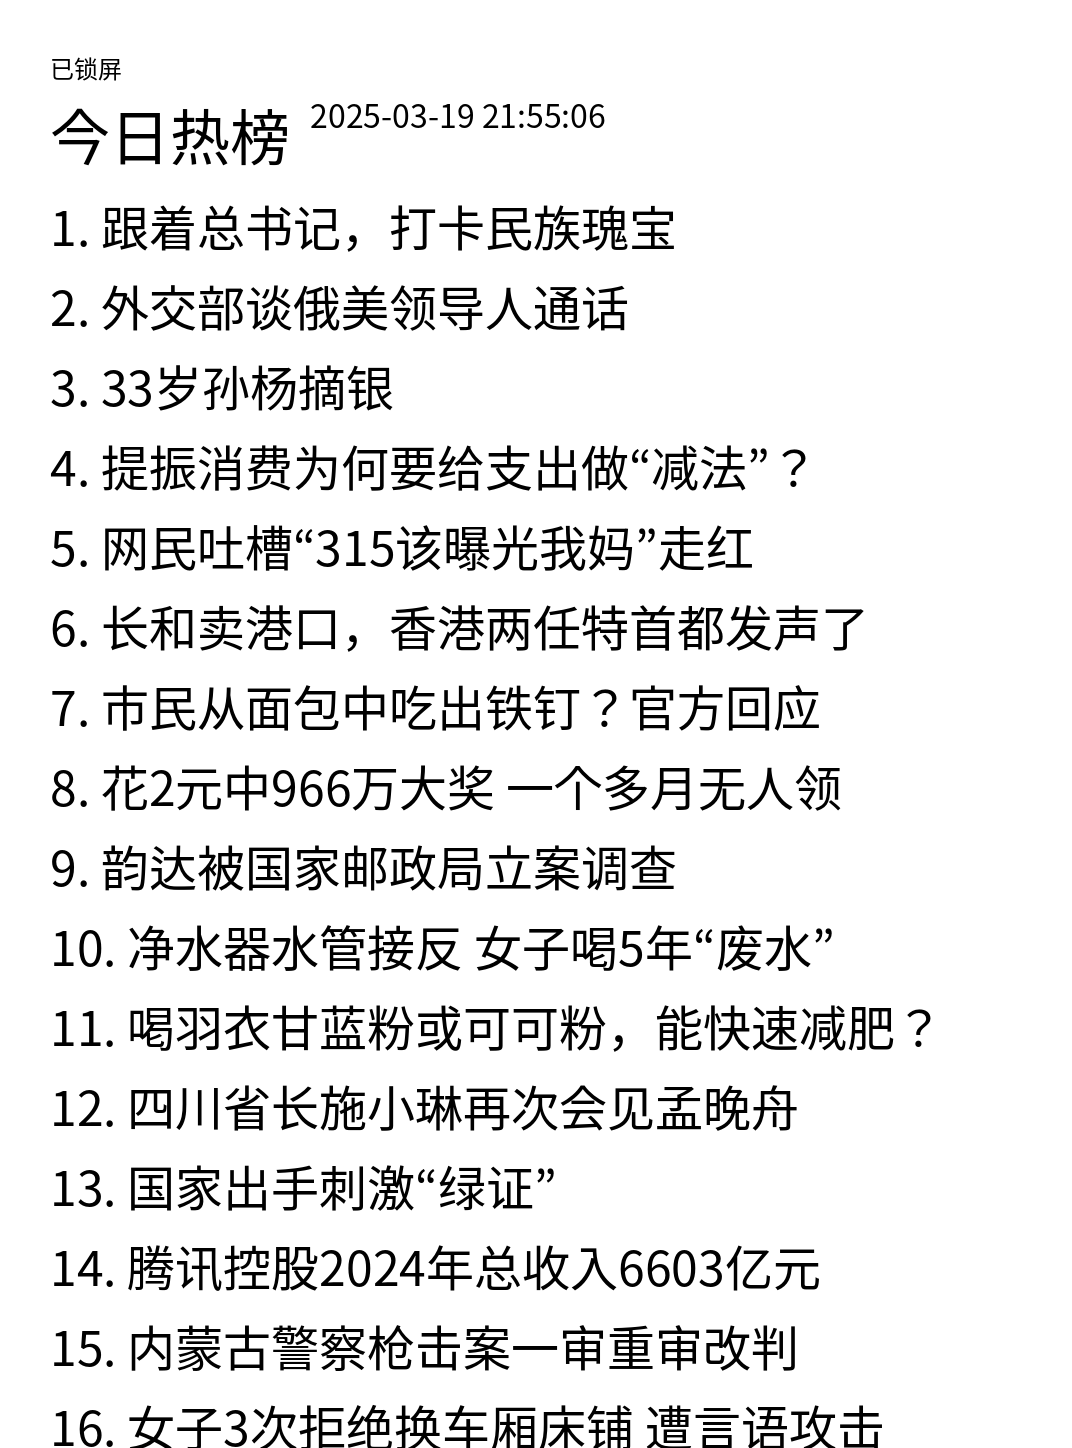 已锁屏
今日热榜 2025-03-19 21:55:06
1. 跟着总书记，打卡民族瑰宝
2. 外交部谈俄美领导人通话
3. 33岁孙杨摘银
4. 提振消费为何要给支出做“减法”？
5. 网民吐槽“315该曝光我妈”走红
6. 长和卖港口，香港两任特首都发声了
7. 市民从面包中吃出铁钉？官方回应
8. 花2元中966万大奖 一个多月无人领
9. 韵达被国家邮政局立案调查
10. 净水器水管接反 女子喝5年“废水”
11. 喝羽衣甘蓝粉或可可粉，能快速减肥？
12. 四川省长施小琳再次会见孟晚舟
13. 国家出手刺激“绿证”
14. 腾讯控股2024年总收入6603亿元
15. 内蒙古警察枪击案一审重审改判
16. 女子3次拒绝换车厢床铺 遭言语攻击